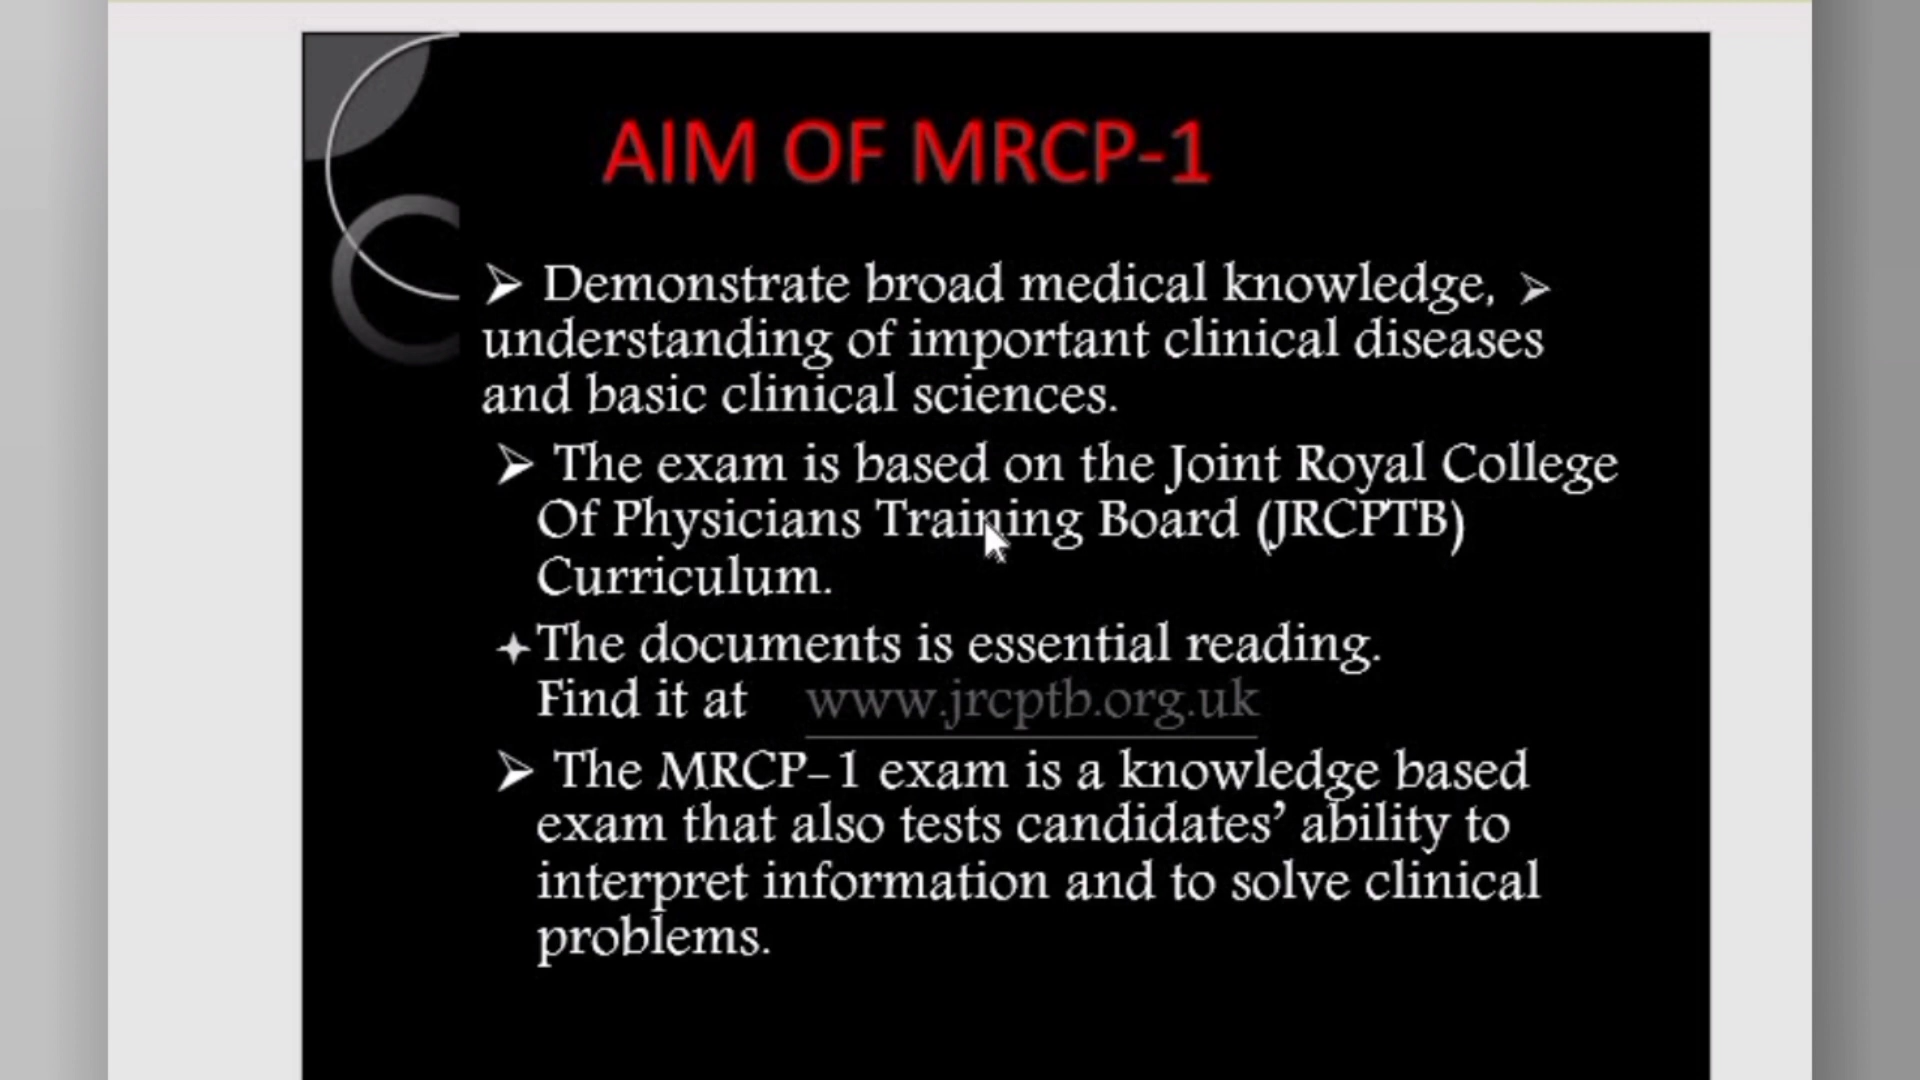 AIM OF MRCP-1
➢ Demonstrate broad medical knowledge, ➢
understanding of important clinical diseases
and basic clinical sciences.
➢ The exam is based on the Joint Royal College
Of Physicians Training Board (JRCPTB)
Curriculum.
✦The documents is essential reading.
Find it at www.jrcptb.org.uk
➢ The MRCP-1 exam is a knowledge based
exam that also tests candidates’ ability to
interpret information and to solve clinical
problems.